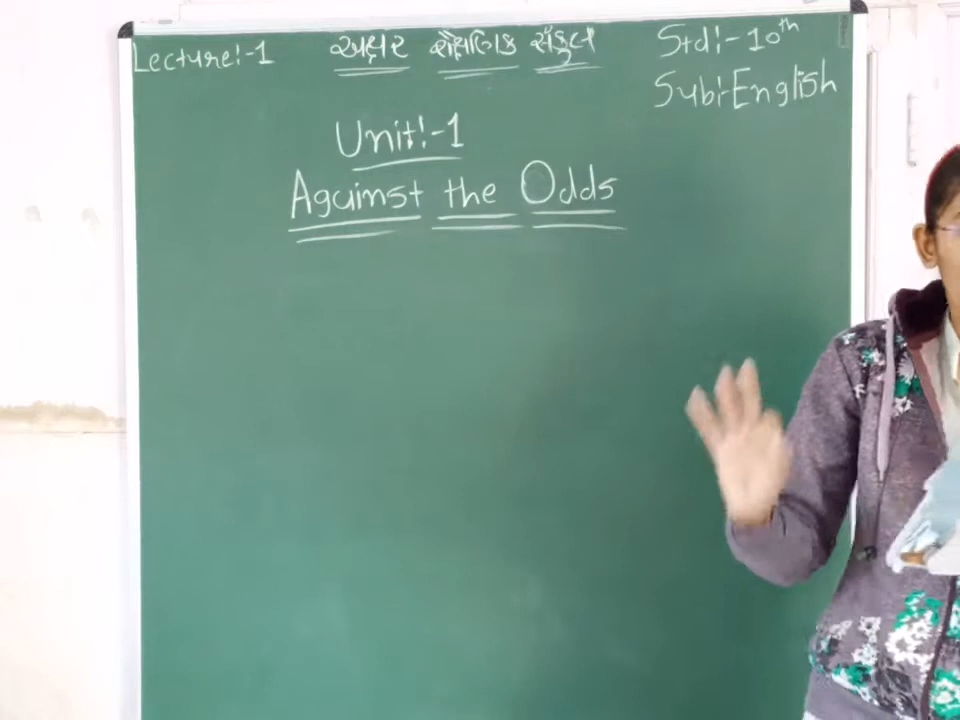 Lecture:-1
અક્ષર શૈક્ષણિક સંકુલ
Std:-10th
Sub:-English
Unit:-1
Against the Odds